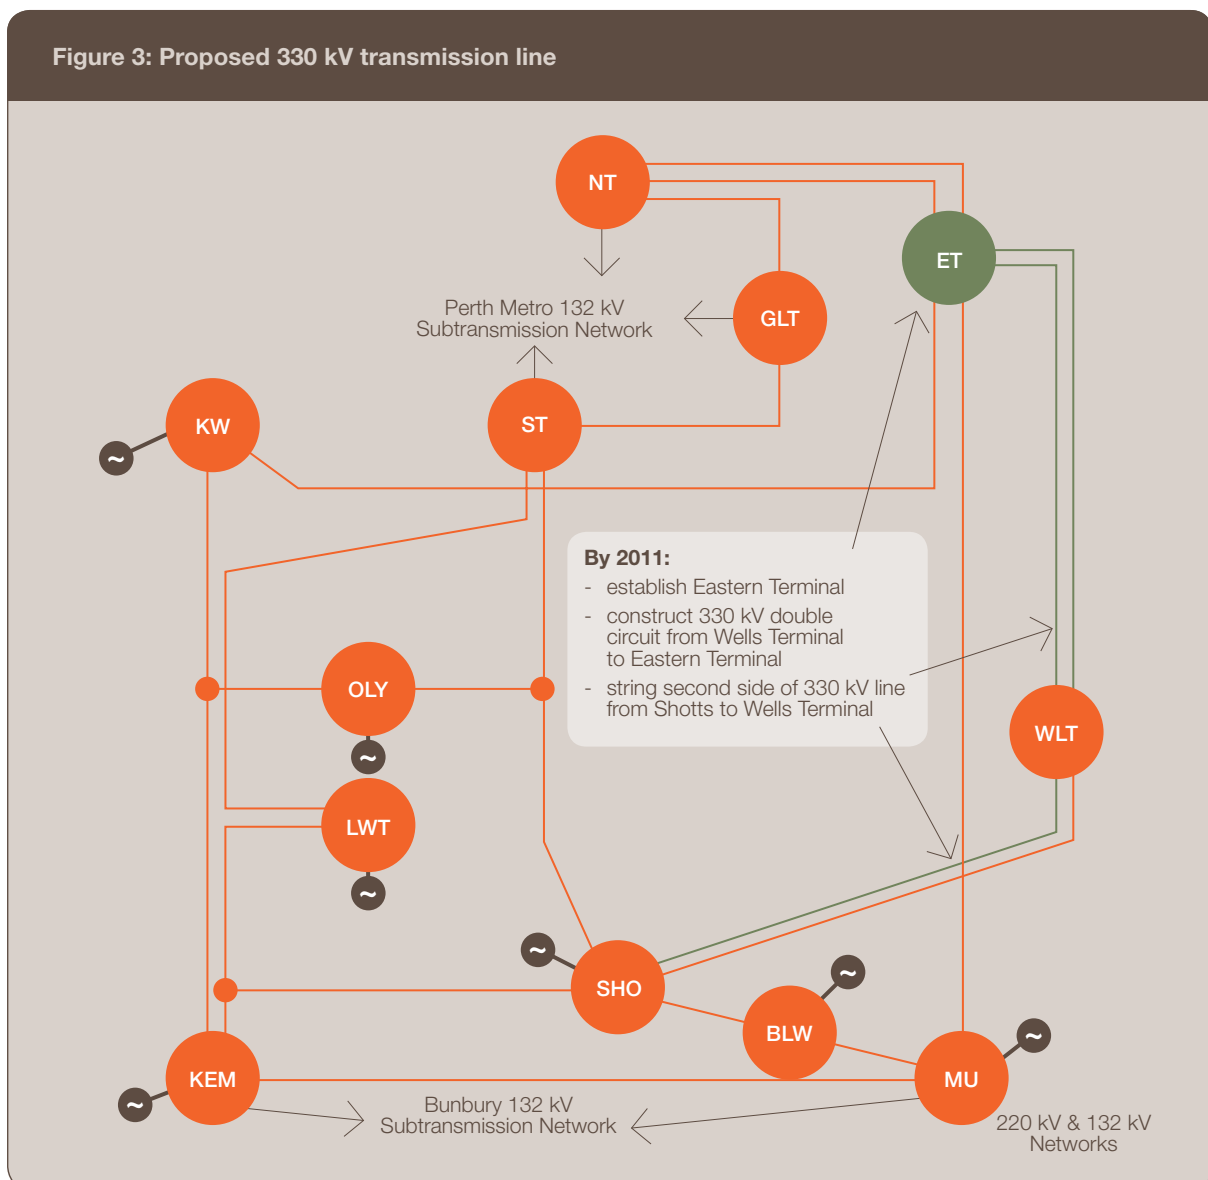 Figure 3: Proposed 330 kV transmission line
NT
ET
Perth Metro 132 kV
Subtransmission Network
GLT
KW
ST
~
By 2011:
- establish Eastern Terminal
- construct 330 kV double
circuit from Wells Terminal
to Eastern Terminal
- string second side of 330 kV line
from Shotts to Wells Terminal
OLY
~
WLT
LWT
~
~
SHO
~
BLW
~
KEM
MU
~
Bunbury 132 kV
Subtransmission Network
220 kV & 132 kV
Networks